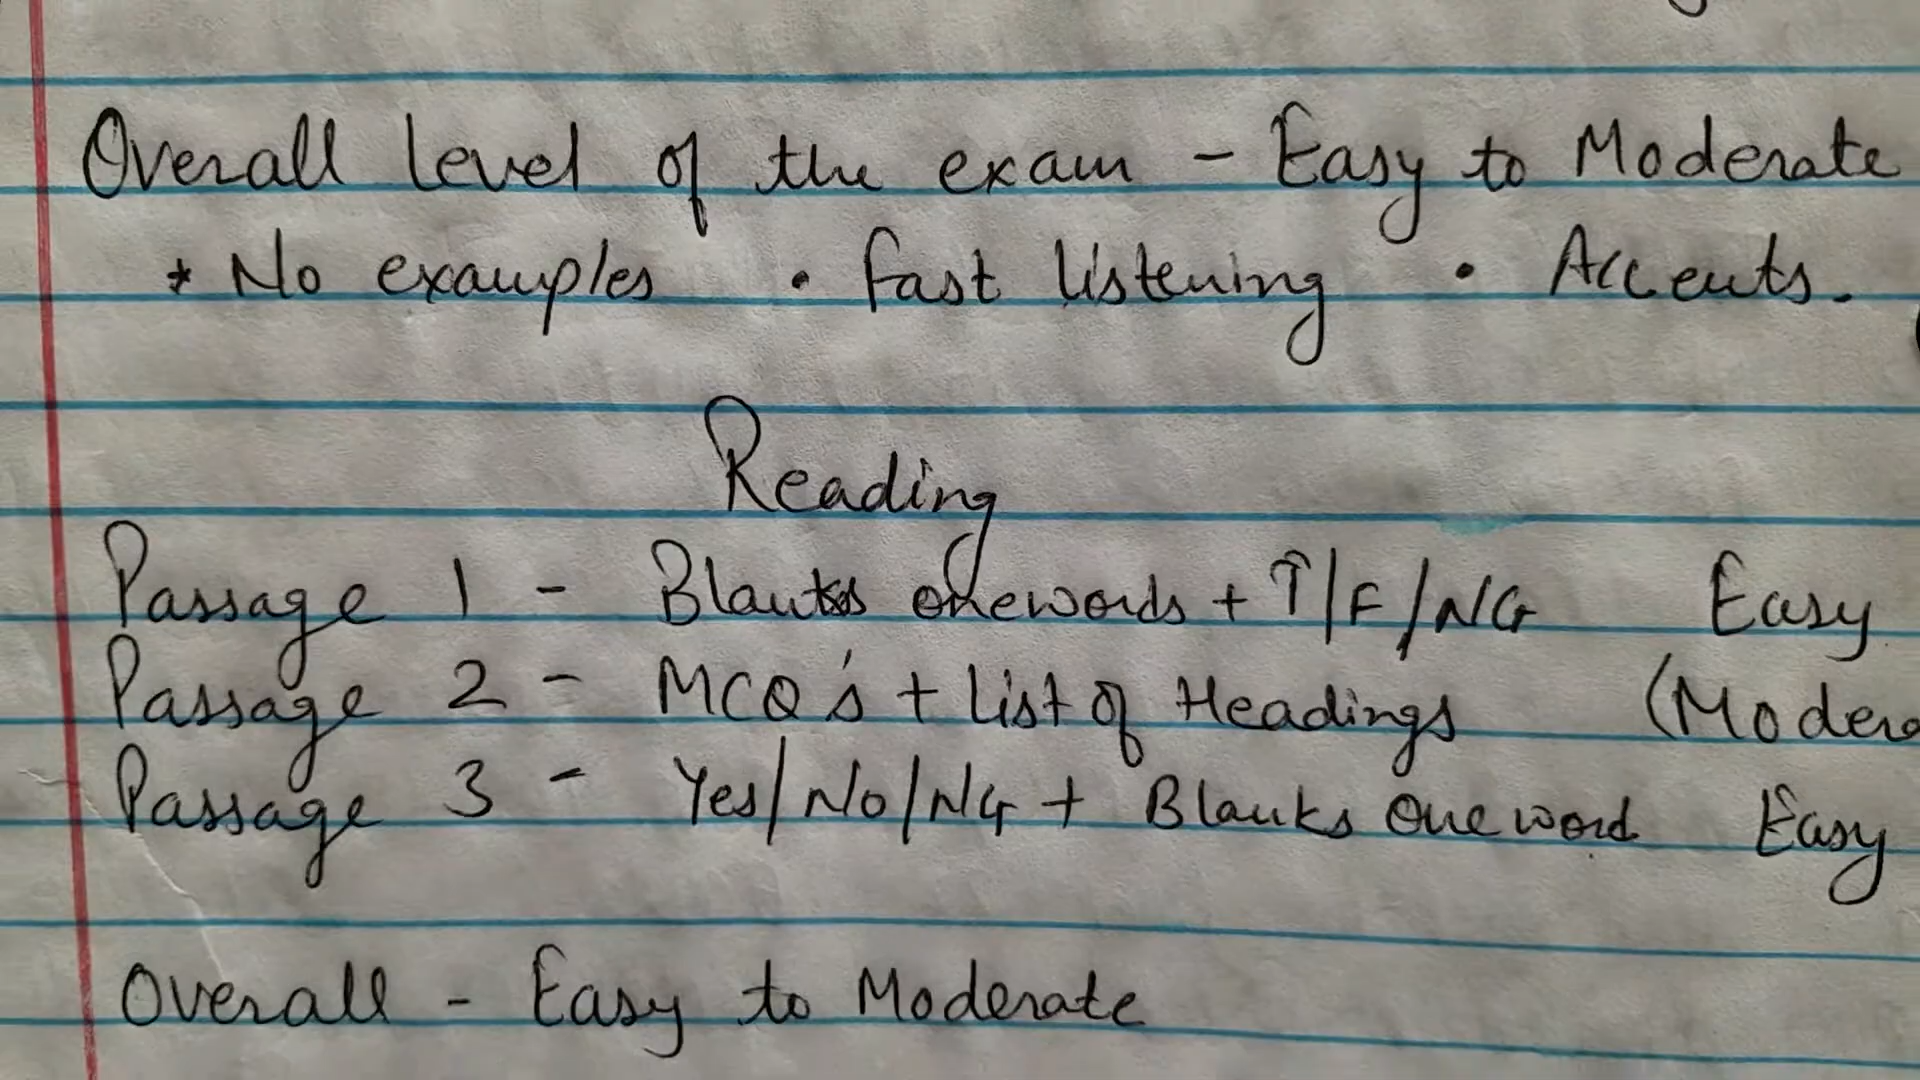 Overall level of the exam - Easy to Moderate
* No examples • Fast listening • Accents.
Reading
Passage 1 - Blanks one words + T/F/NG Easy
Passage 2 - MCQ's + List of Headings (Modera
Passage 3 - Yes/No/NG + Blanks One word Easy
Overall - Easy to Moderate